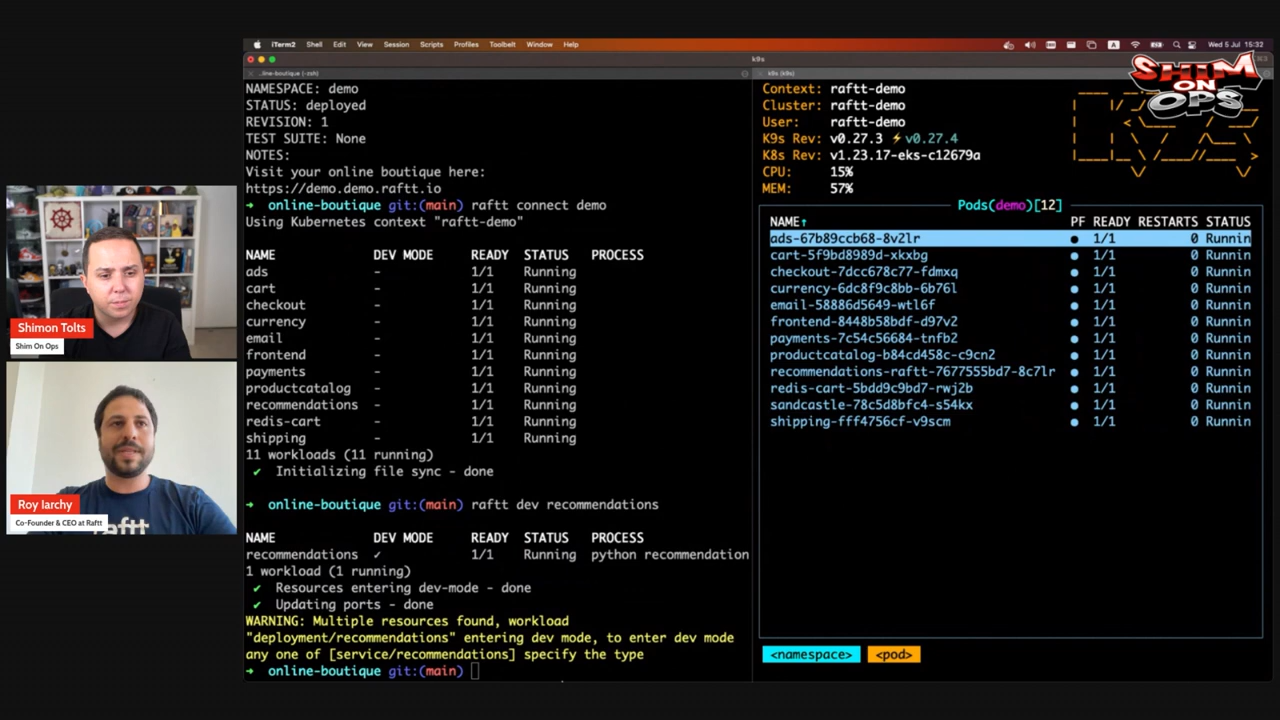 iTerm2 Shell Edit View Session Scripts Profiles Toolbelt Window Help
A
Wed 5 Jul 15:32
k9s
..line-boutique (-zsh)
k8s (k9s)
SHIM
ON
OPS
NAMESPACE: demo
STATUS: deployed
REVISION: 1
TEST SUITE: None
NOTES:
Visit your online boutique here:
https://demo.demo.raftt.io
➜ online-boutique git:(main) raftt connect demo
Using Kubernetes context "raftt-demo"
NAME DEV MODE READY STATUS PROCESS
ads - 1/1 Running
cart - 1/1 Running
checkout - 1/1 Running
currency - 1/1 Running
email - 1/1 Running
frontend - 1/1 Running
payments - 1/1 Running
productcatalog - 1/1 Running
recommendations - 1/1 Running
redis-cart - 1/1 Running
shipping - 1/1 Running
11 workloads (11 running)
✔ Initializing file sync - done
➜ online-boutique git:(main) raftt dev recommendations
NAME DEV MODE READY STATUS PROCESS
recommendations ✓ 1/1 Running python recommendation
1 workload (1 running)
✔ Resources entering dev-mode - done
✔ Updating ports - done
WARNING: Multiple resources found, workload
"deployment/recommendations" entering dev mode, to enter dev mode
any one of [service/recommendations] specify the type
➜ online-boutique git:(main)
Context: raftt-demo
Cluster: raftt-demo
User: raftt-demo
K9s Rev: v0.27.3 ⚡v0.27.4
K8s Rev: v1.23.17-eks-c12679a
CPU: 15%
MEM: 57%
Pods(demo)[12]
NAME↑ PF READY RESTARTS STATUS
ads-67b89ccb68-8v2lr ● 1/1 0 Runnin
cart-5f9bd8989d-xkxbg ● 1/1 0 Runnin
checkout-7dcc678c77-fdmxq ● 1/1 0 Runnin
currency-6dc8f9c8bb-6b76l ● 1/1 0 Runnin
email-58886d5649-wtl6f ● 1/1 0 Runnin
frontend-8448b58bdf-d97v2 ● 1/1 0 Runnin
payments-7c54c56684-tnfb2 ● 1/1 0 Runnin
productcatalog-b84cd458c-c9cn2 ● 1/1 0 Runnin
recommendations-raftt-7677555bd7-8c7lr ● 1/1 0 Runnin
redis-cart-5bdd9c9bd7-rwj2b ● 1/1 0 Runnin
sandcastle-78c5d8bfc4-s54kx ● 1/1 0 Runnin
shipping-fff4756cf-v9scm ● 1/1 0 Runnin
<namespace> <pod>
Shimon Tolts
Shim On Ops
Roy Iarchy
Co-Founder & CEO at Raftt